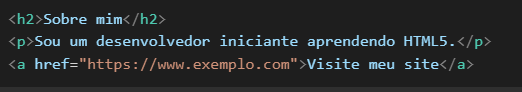 <h2>Sobre mim</h2>
<p>Sou um desenvolvedor iniciante aprendendo HTML5.</p>
<a href="https://www.exemplo.com">Visite meu site</a>